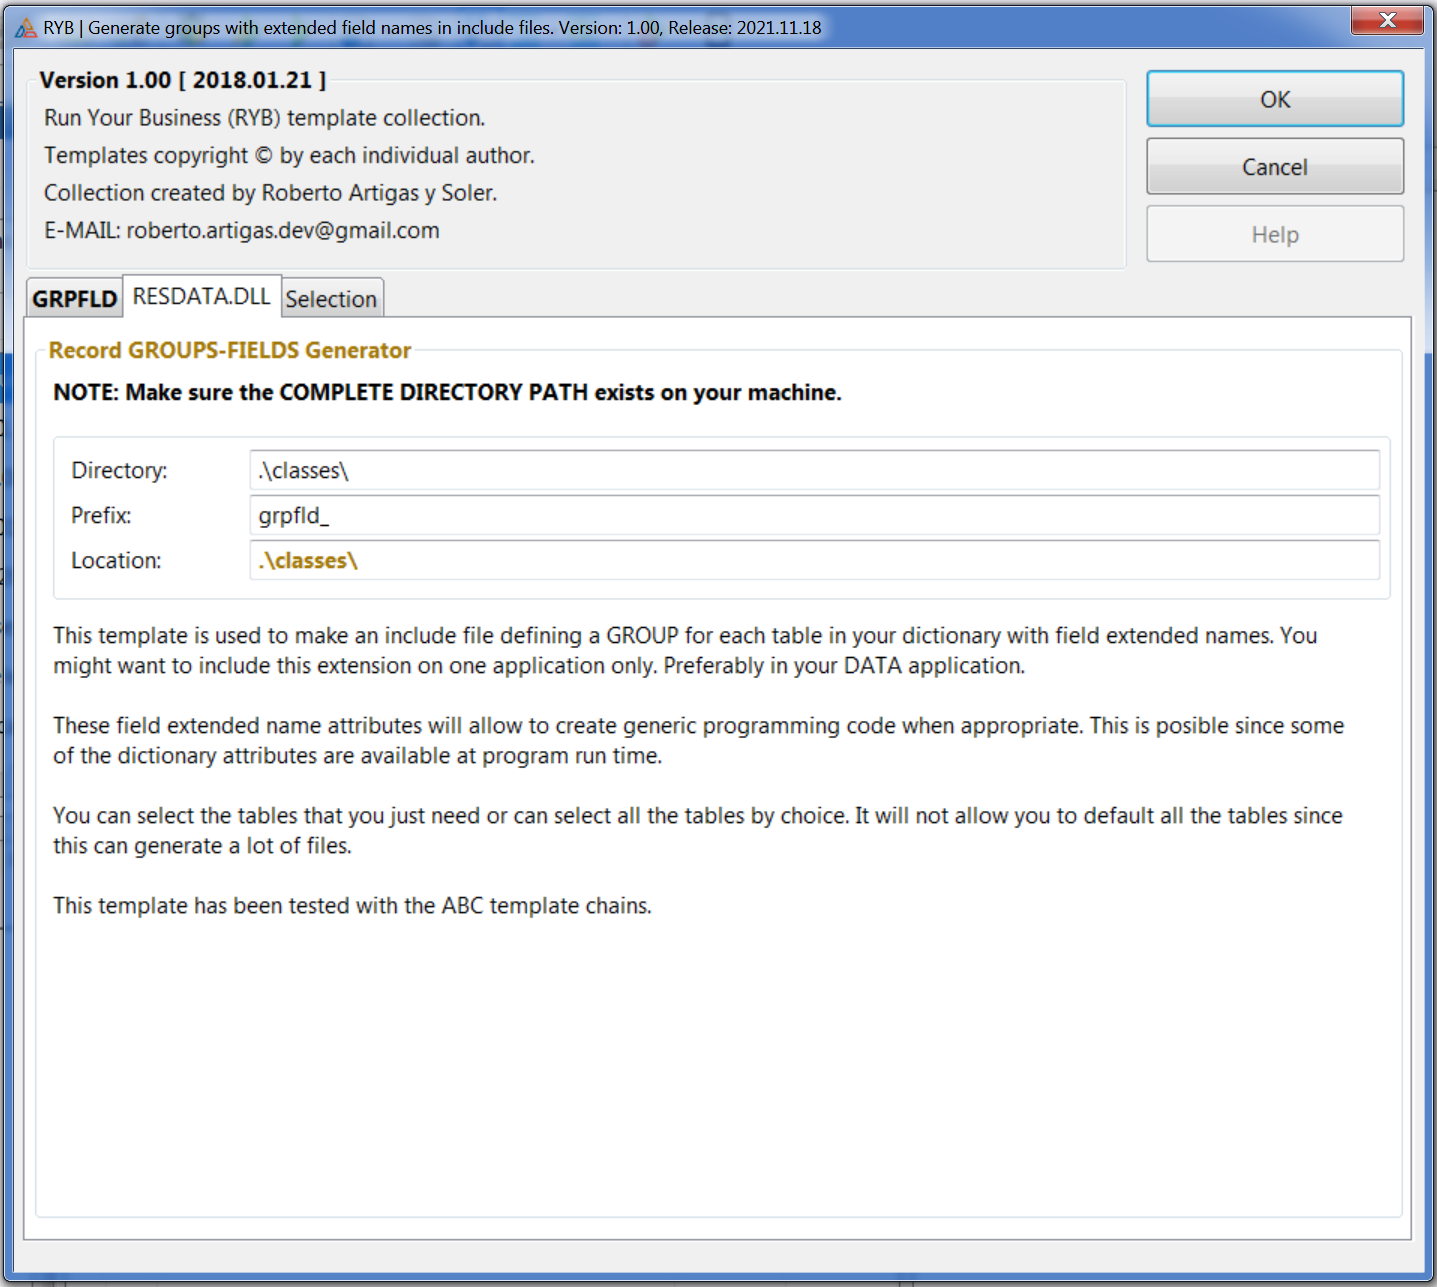 RYB | Generate groups with extended field names in include files. Version: 1.00, Release: 2021.11.18
Version 1.00 [ 2018.01.21 ]
Run Your Business (RYB) template collection.
Templates copyright © by each individual author.
Collection created by Roberto Artigas y Soler.
E-MAIL: roberto.artigas.dev@gmail.com
OK
Cancel
Help
GRPFLD RESDATA.DLL Selection
Record GROUPS-FIELDS Generator
NOTE: Make sure the COMPLETE DIRECTORY PATH exists on your machine.
Directory: .\classes\
Prefix: grpfld_
Location: .\classes\
This template is used to make an include file defining a GROUP for each table in your dictionary with field extended names. You
might want to include this extension on one application only. Preferably in your DATA application.
These field extended name attributes will allow to create generic programming code when appropriate. This is posible since some
of the dictionary attributes are available at program run time.
You can select the tables that you just need or can select all the tables by choice. It will not allow you to default all the tables since
this can generate a lot of files.
This template has been tested with the ABC template chains.